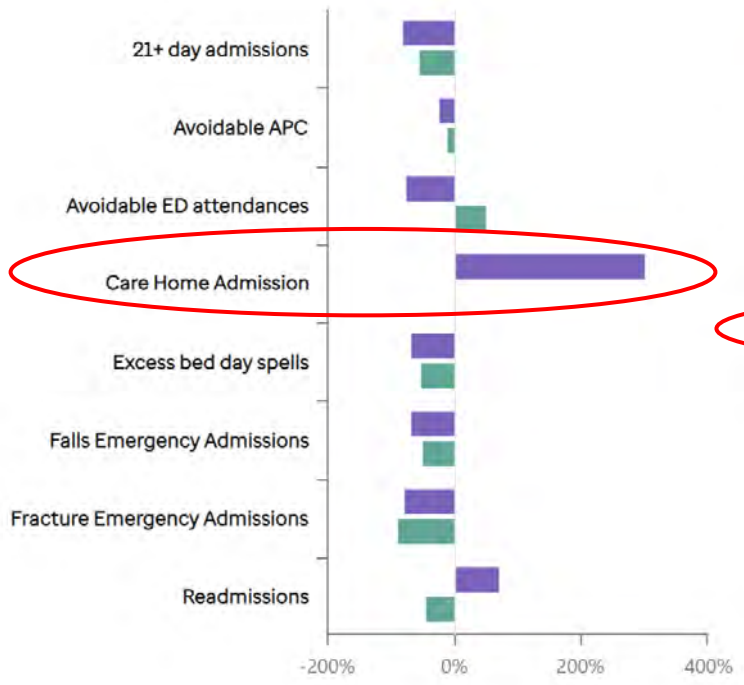 21+ day admissions
Avoidable APC
Avoidable ED attendances
Care Home Admission
Excess bed day spells
Falls Emergency Admissions
Fracture Emergency Admissions
Readmissions
-200% 0% 200% 400%